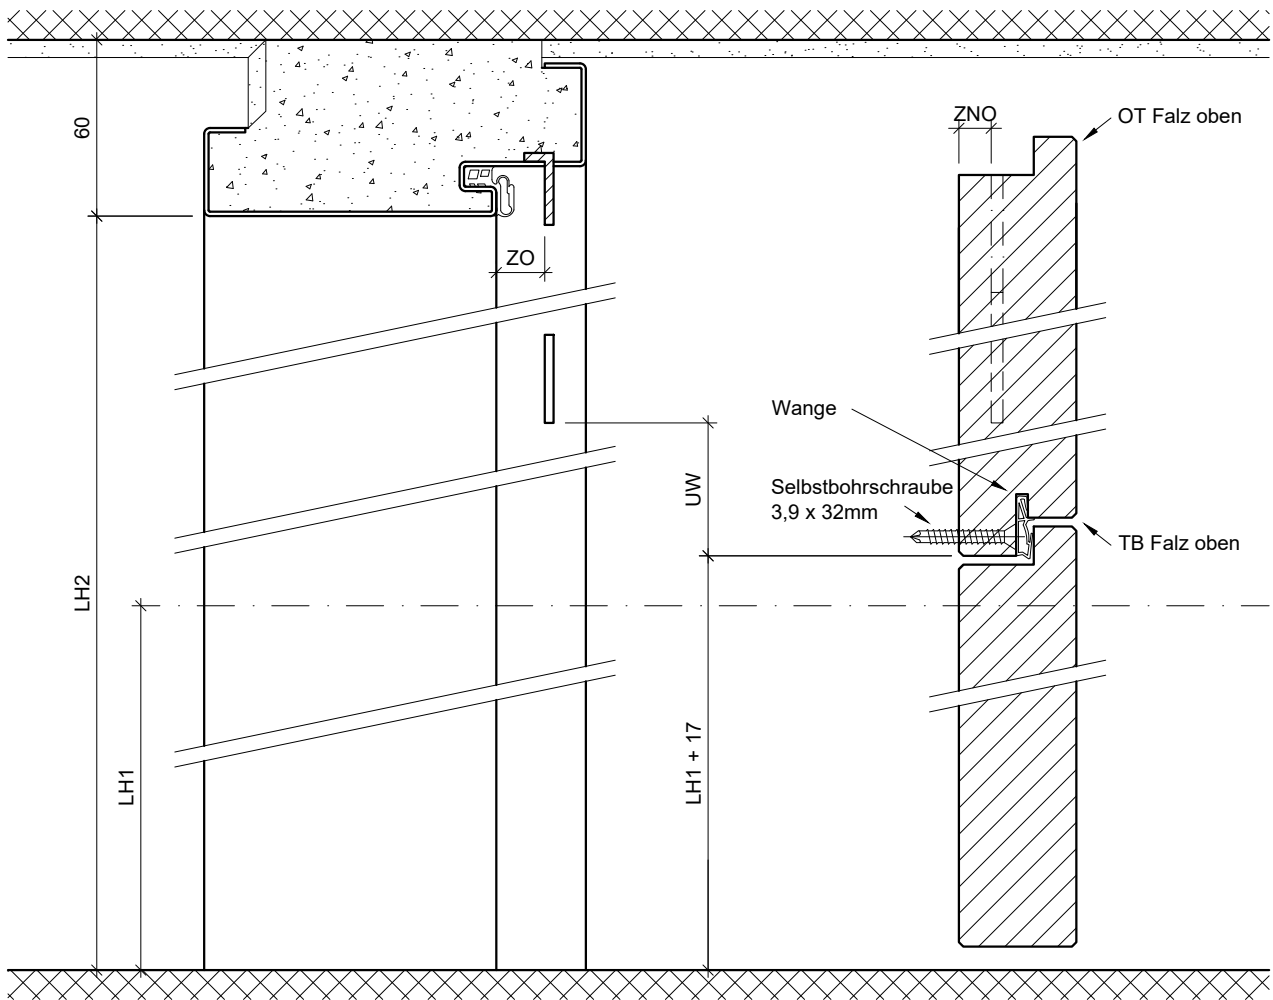 60
ZNO
OT Falz oben
ZO
Wange
UW
Selbstbohrschraube
3,9 x 32mm
TB Falz oben
LH2
LH1
LH1 + 17